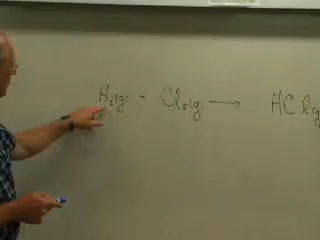 H₂(g) + Cl₂(g) → HCl(g)